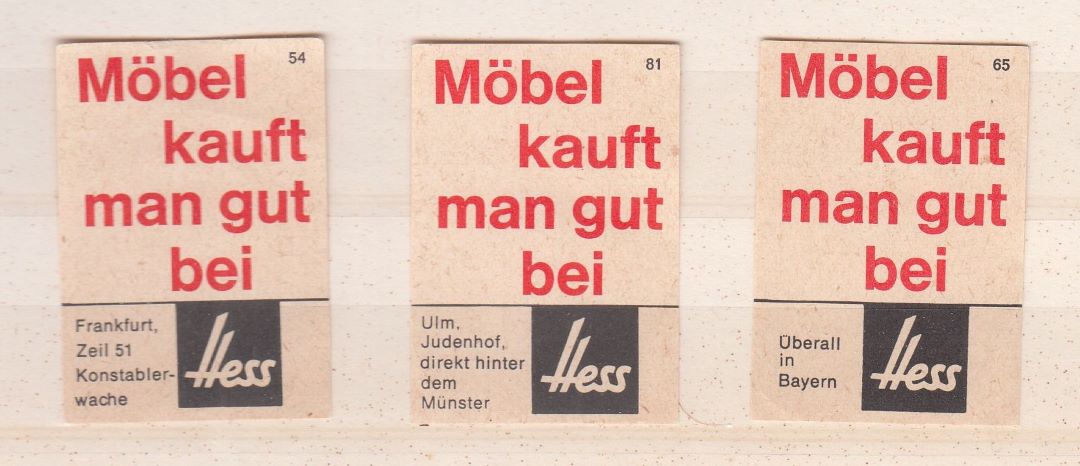 54
Möbel
kauft
man gut
bei
Frankfurt,
Zeil 51
Konstabler-
wache
Hess
81
Möbel
kauft
man gut
bei
Ulm,
Judenhof,
direkt hinter
dem
Münster
Hess
65
Möbel
kauft
man gut
bei
Überall
in
Bayern
Hess